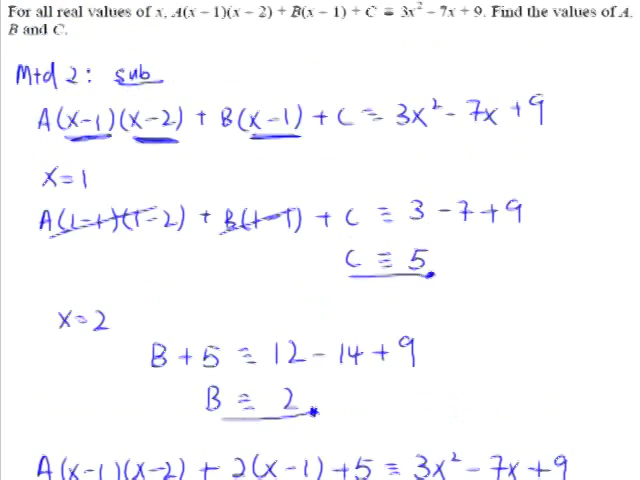 For all real values of x, A(x − 1)(x − 2) + B(x − 1) + C ≡ 3x² − 7x + 9. Find the values of A,
B and C.
Mtd 2: sub
A(x-1)(x-2) + B(x-1) + C ≡ 3x² - 7x + 9
x=1
A(1-1)(1-2) + B(1-1) + C ≡ 3 - 7 + 9
C ≡ 5
x=2
B + 5 ≡ 12 - 14 + 9
B ≡ 2
A(x-1)(x-2) + 2(x-1) + 5 ≡ 3x² - 7x + 9